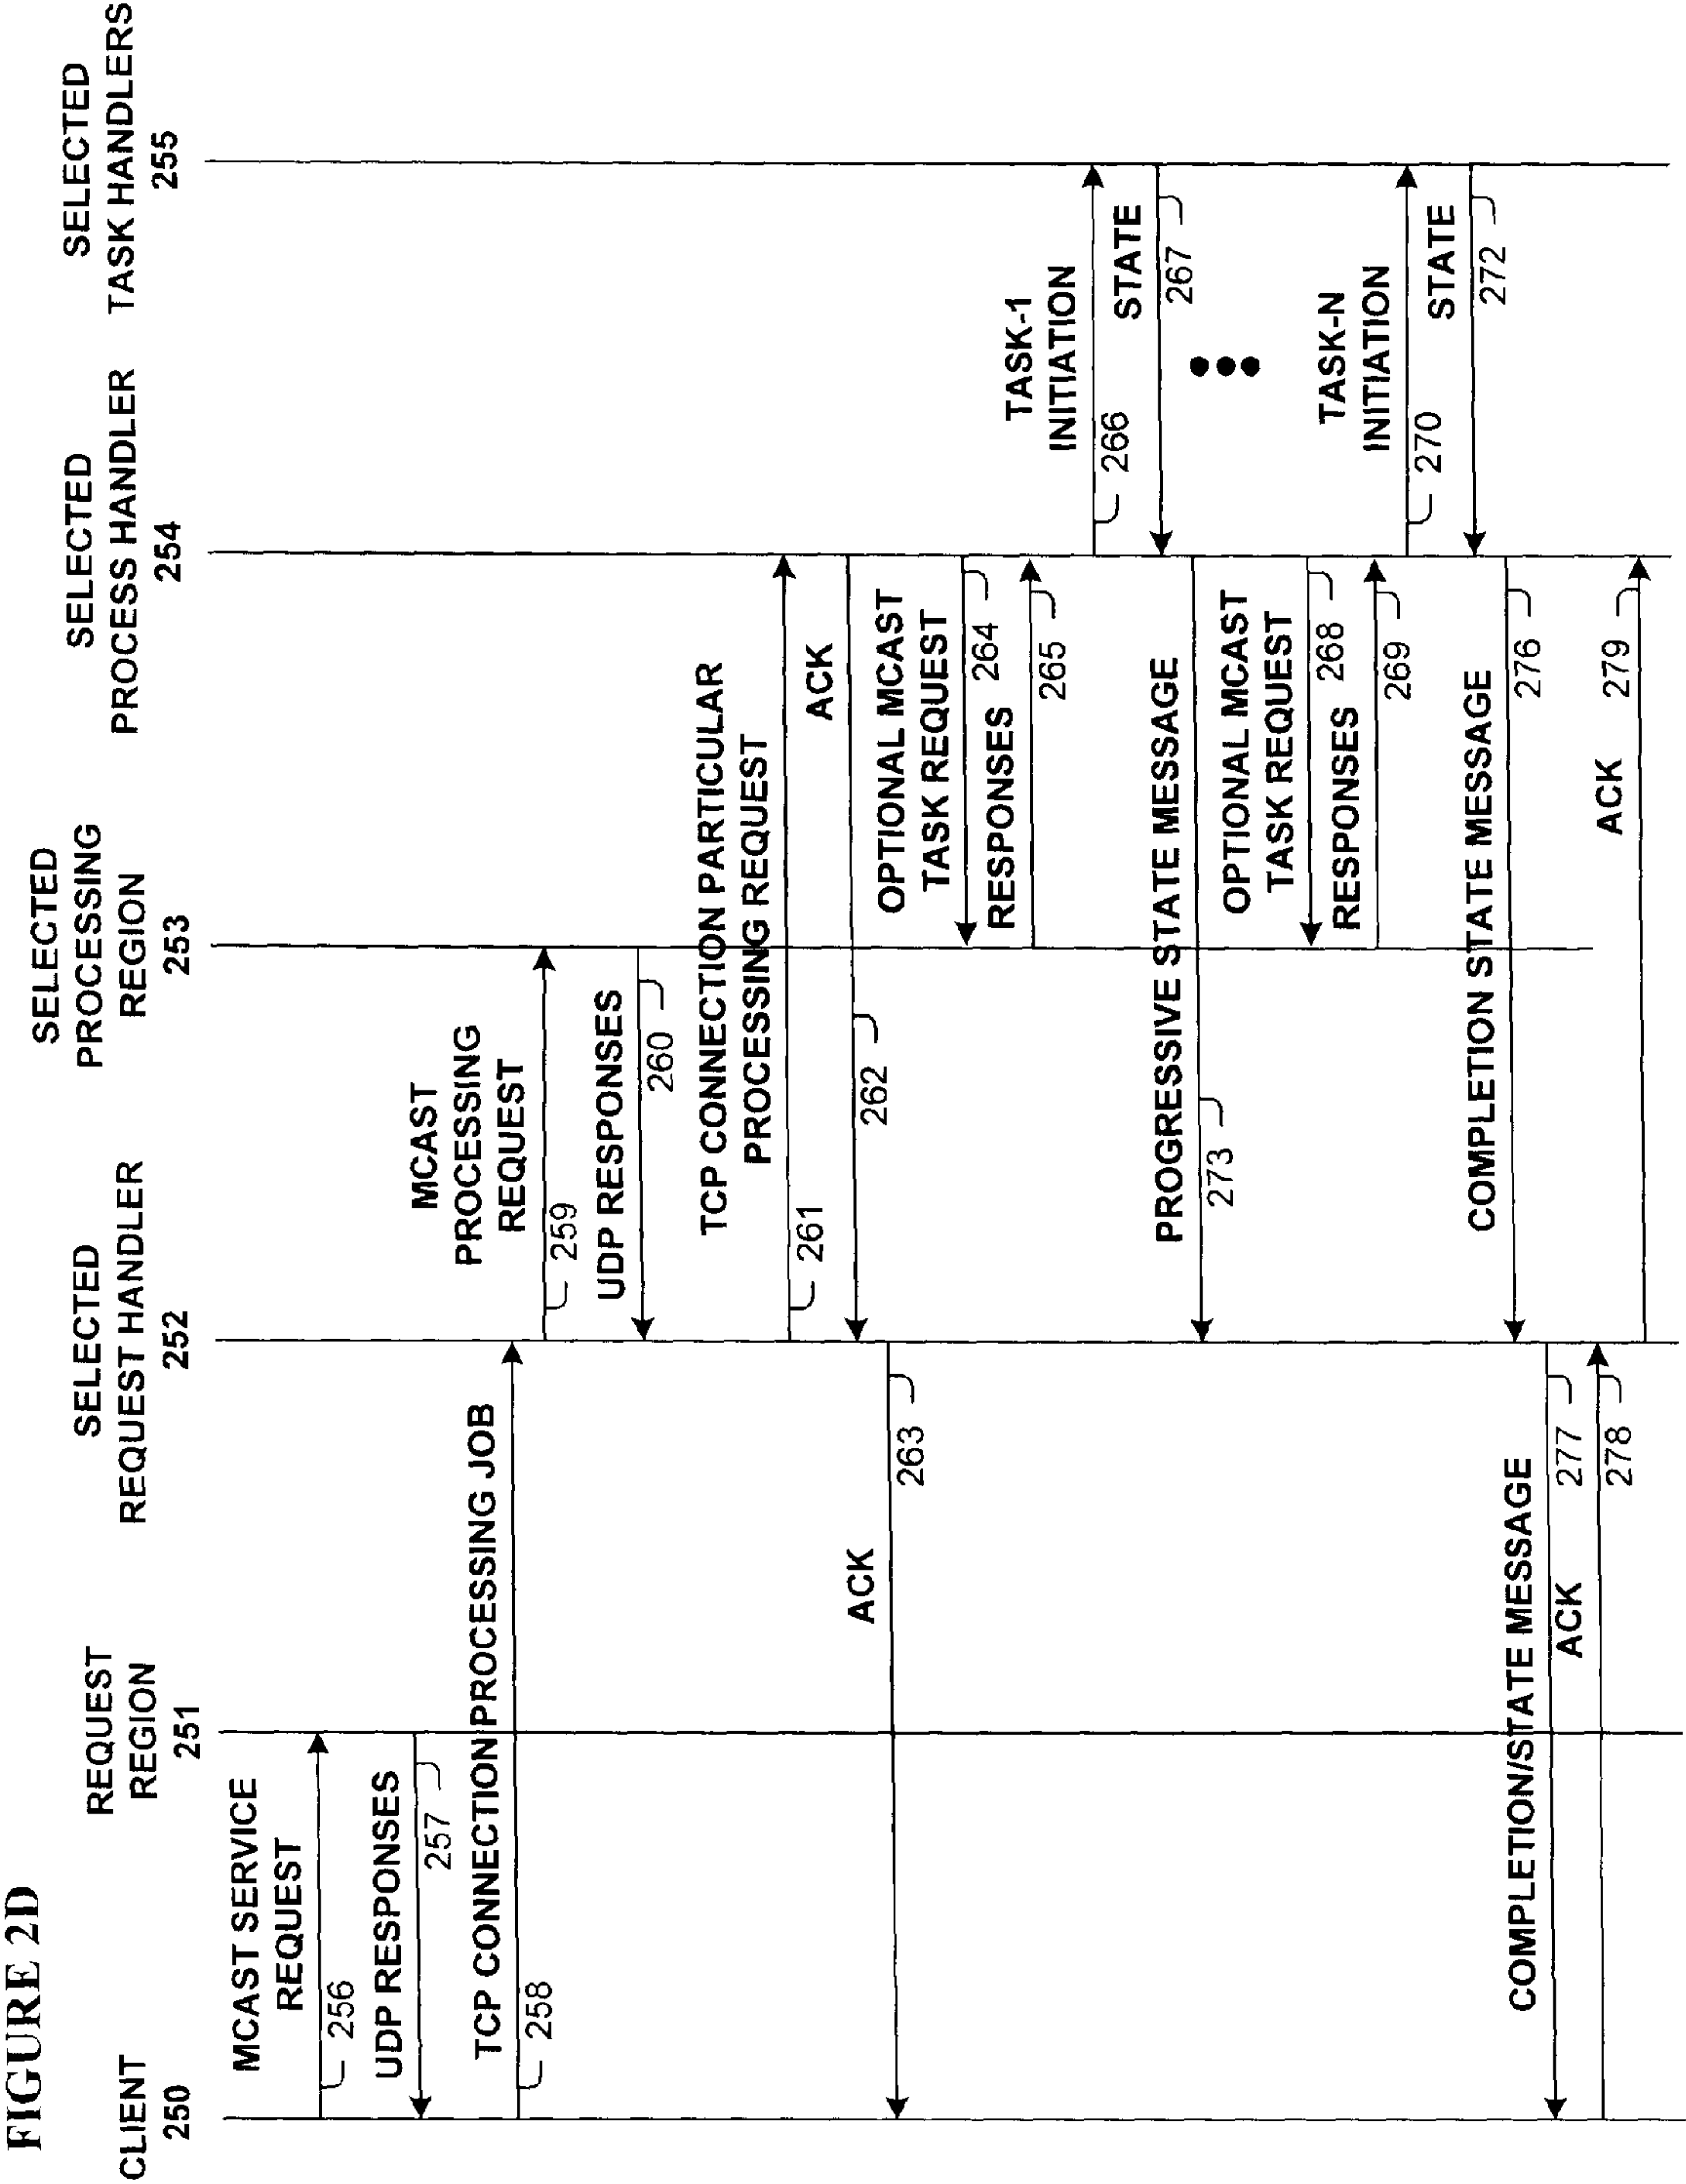 FIGURE 2D
CLIENT
250
REQUEST
REGION
251
SELECTED
REQUEST HANDLER
252
SELECTED
PROCESSING
REGION
253
SELECTED
PROCESS HANDLER
254
SELECTED
TASK HANDLERS
255
MCAST SERVICE
REQUEST
256
UDP RESPONSES
257
TCP CONNECTION/PROCESSING JOB
258
MCAST
PROCESSING
REQUEST
259
UDP RESPONSES
260
TCP CONNECTION PARTICULAR
PROCESSING REQUEST
261
ACK
262
ACK
263
OPTIONAL MCAST
TASK REQUEST
264
RESPONSES
265
TASK-1
INITIATION
266
STATE
267
PROGRESSIVE STATE MESSAGE
273
OPTIONAL MCAST
TASK REQUEST
268
RESPONSES
269
TASK-N
INITIATION
270
STATE
272
COMPLETION STATE MESSAGE
276
COMPLETION/STATE MESSAGE
277
ACK
278
ACK
279